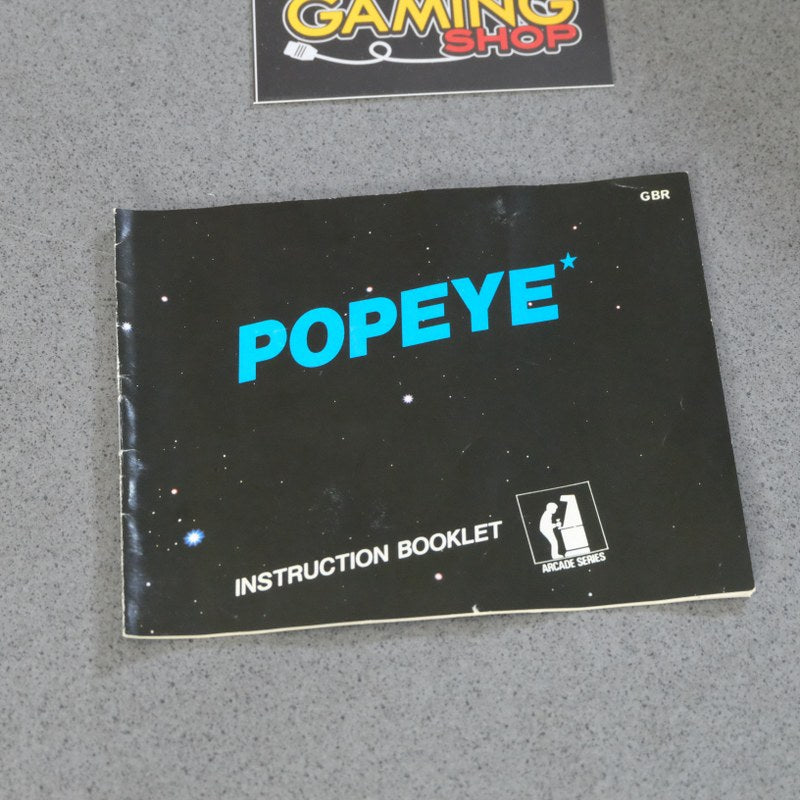 GAMING
SHOP
GBR
POPEYE*
INSTRUCTION BOOKLET
ARCADE SERIES